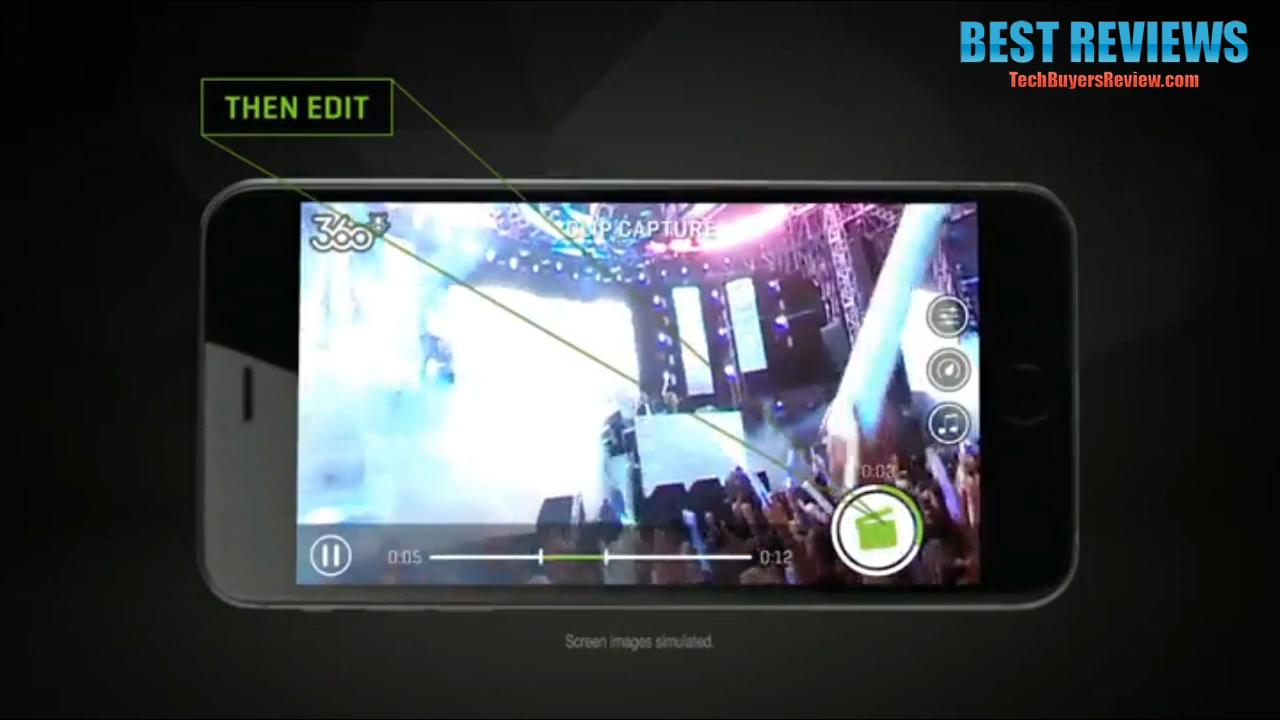 BEST REVIEWS
TechBuyersReview.com
THEN EDIT
360
CLIP CAPTURE
0:03
0:05
0:12
Screen images simulated.